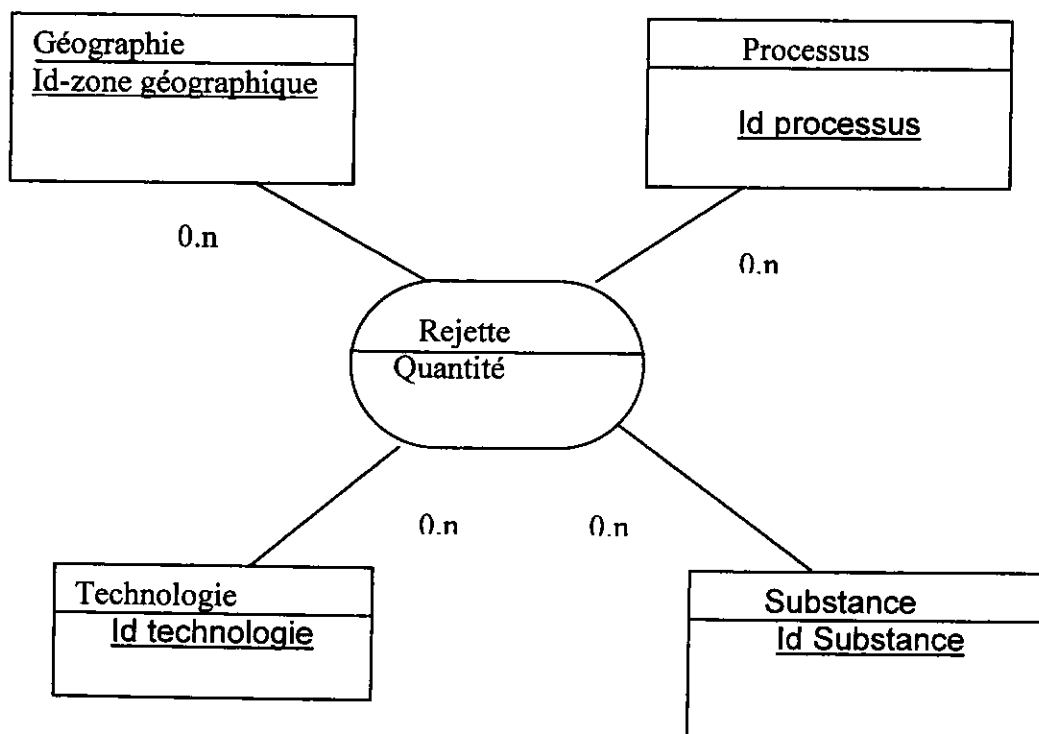 Géographie
Id-zone géographique
Processus
Id processus
0.n
0.n
Rejette
Quantité
0.n
0.n
Technologie
Id technologie
Substance
Id Substance